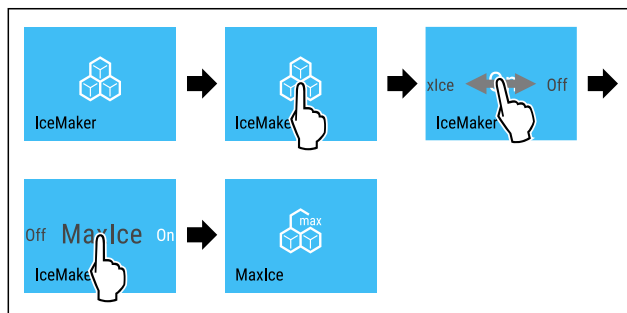 IceMaker
IceMake
xIce Off
IceMaker
Off MaxIce On
IceMake
max
MaxIce